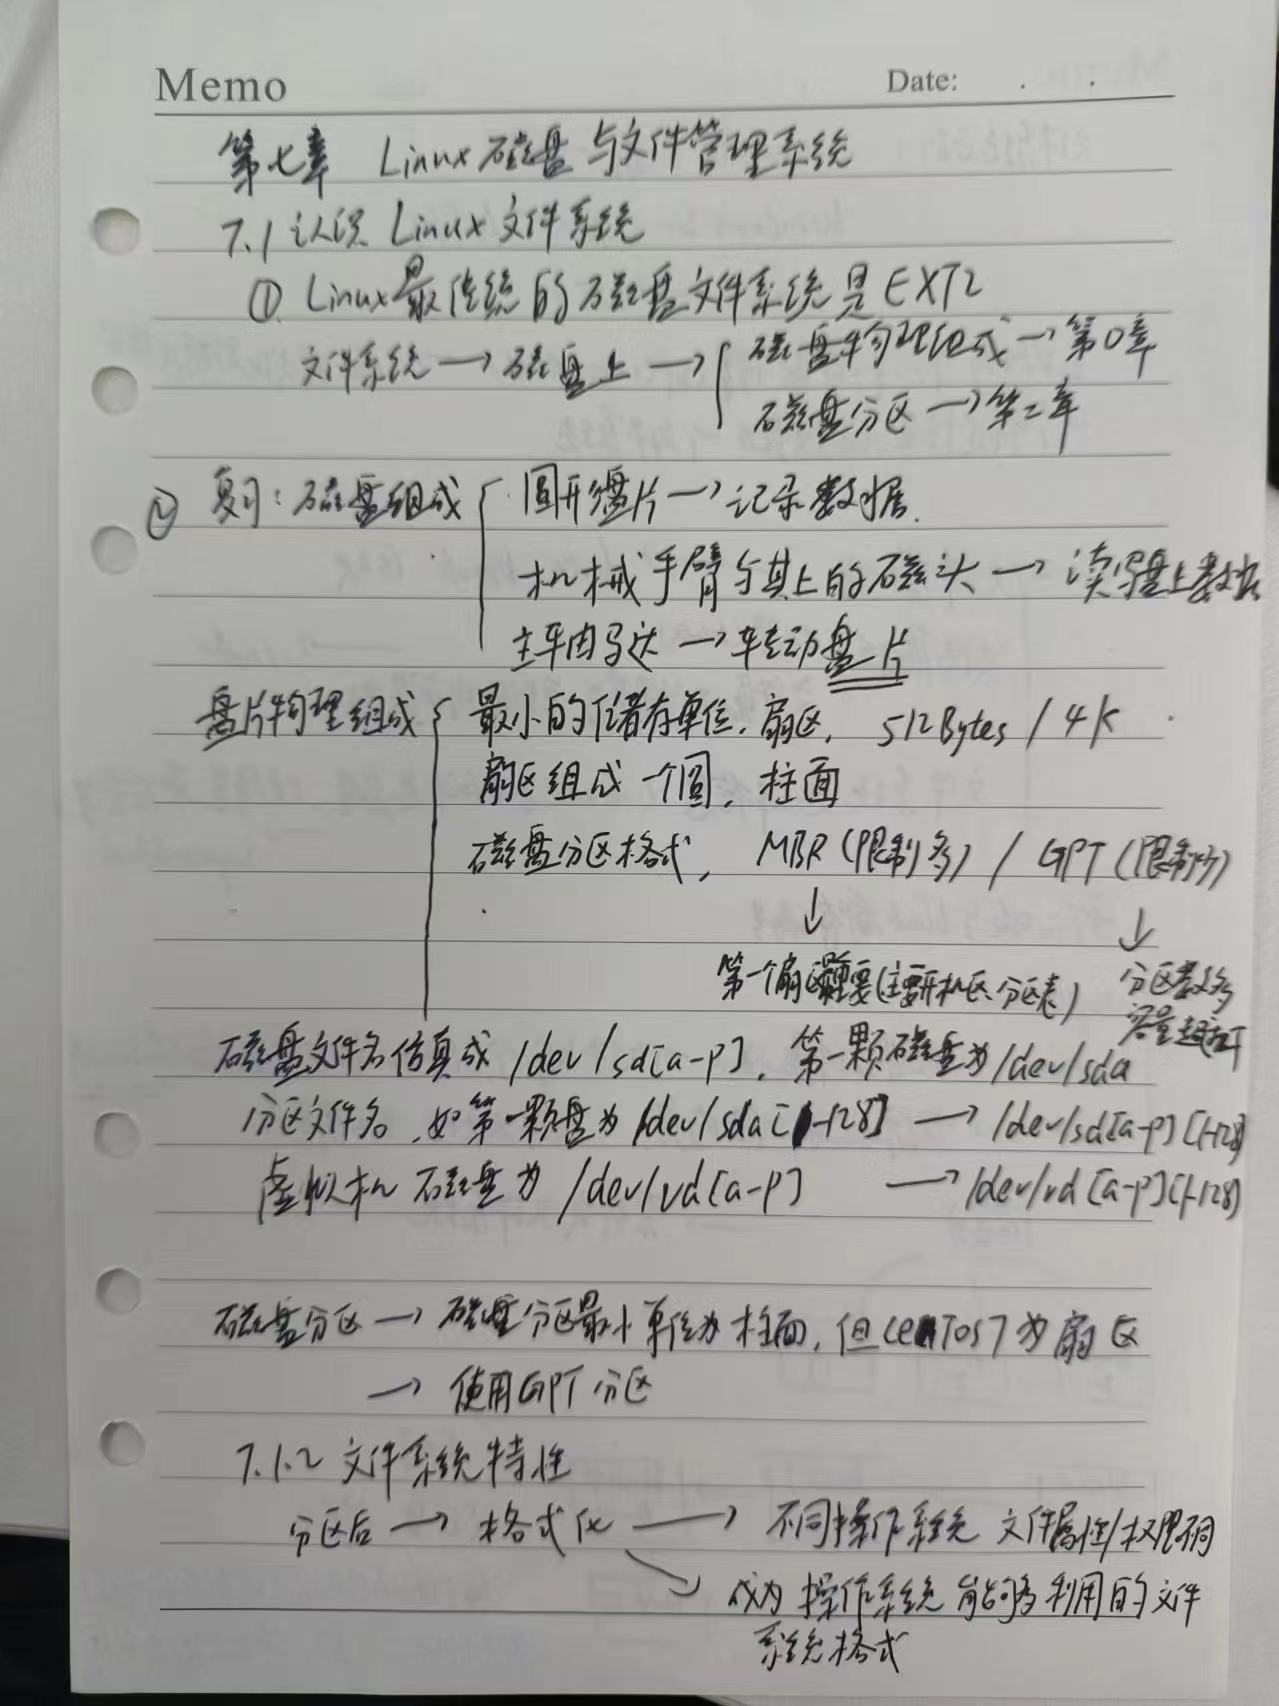 Memo Date: . .
第七章 Linux磁盘与文件管理系统
7.1 认识 Linux 文件系统
① Linux最传统的磁盘文件系统是EXT2
文件系统 → 磁盘上 → { 磁盘物理组成 → 第0章
磁盘分区 → 第二章
② 复习: 磁盘组成 { 圆形盘片 → 记录数据.
机械手臂与其上的磁头 → 读写盘上数据
主轴马达 → 转动盘片
盘片物理组成 { 最小的储存单位, 扇区, 512Bytes / 4K
扇区组成一个圆, 柱面
磁盘分区格式, MBR (限制多) / GPT (限制少)
↓ ↓
第一个扇区重要(主要开机区、分区表) 分区数多
容量
磁盘文件名仿真成 /dev/sd[a-p], 第一颗磁盘为/dev/sda
分区文件名, 如第一颗盘为 /dev/sda[1-128] → /dev/sd[a-p][1-128]
虚拟机 磁盘为 /dev/vd[a-p] → /dev/vd[a-p][1-128]
磁盘分区 → 磁盘分区最小单位为柱面, 但CentOS7为扇区
→ 使用GPT分区
7.1.2 文件系统特性
分区后 → 格式化 → 不同操作系统 文件属性/权限不同
↘ 成为 操作系统 能够利用的文件
系统格式